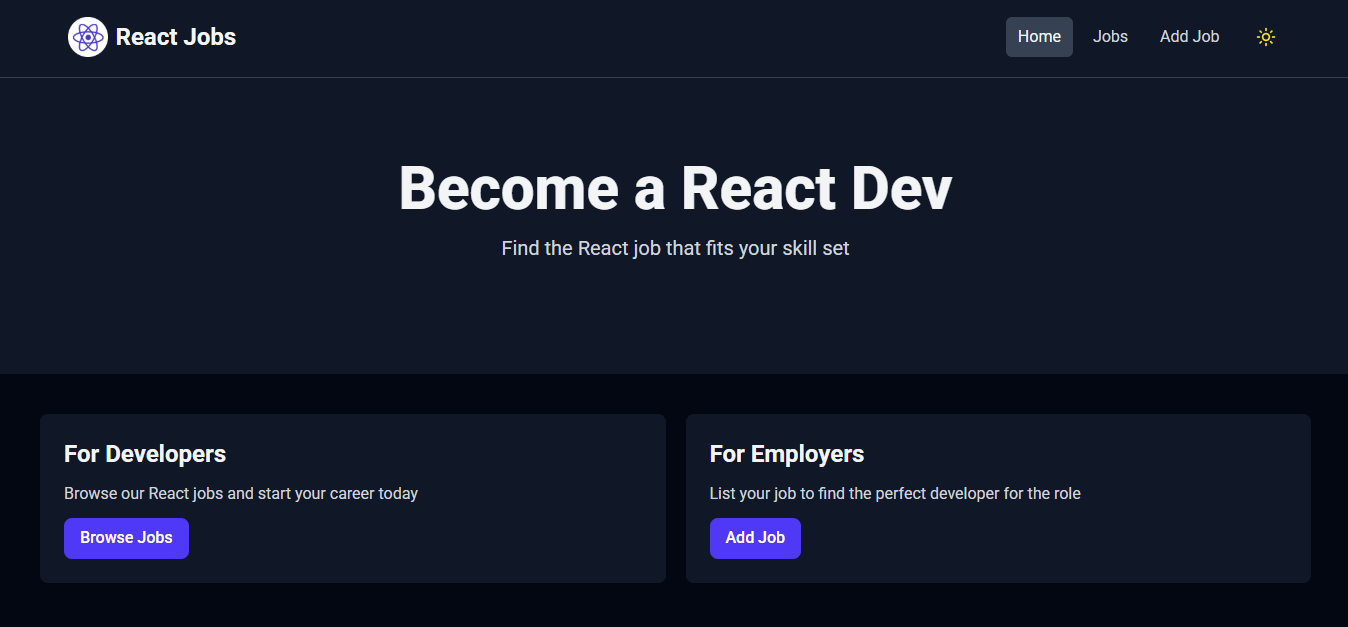 React Jobs
Home
Jobs
Add Job
Become a React Dev
Find the React job that fits your skill set
For Developers
Browse our React jobs and start your career today
Browse Jobs
For Employers
List your job to find the perfect developer for the role
Add Job